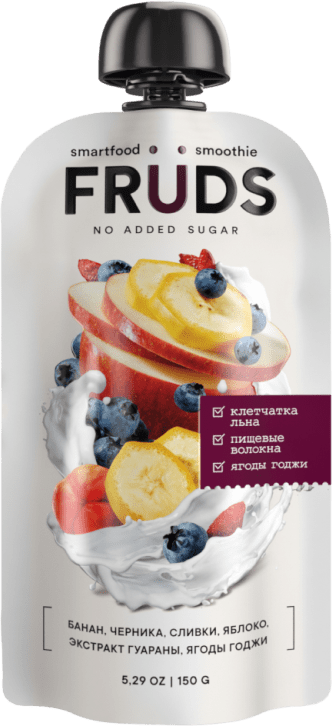 smartfood smoothie
FRÜDS
NO ADDED SUGAR
клетчатка
льна
пищевые
волокна
ягоды годжи
БАНАН, ЧЕРНИКА, СЛИВКИ, ЯБЛОКО,
ЭКСТРАКТ ГУАРАНЫ, ЯГОДЫ ГОДЖИ
5.29 OZ | 150 G